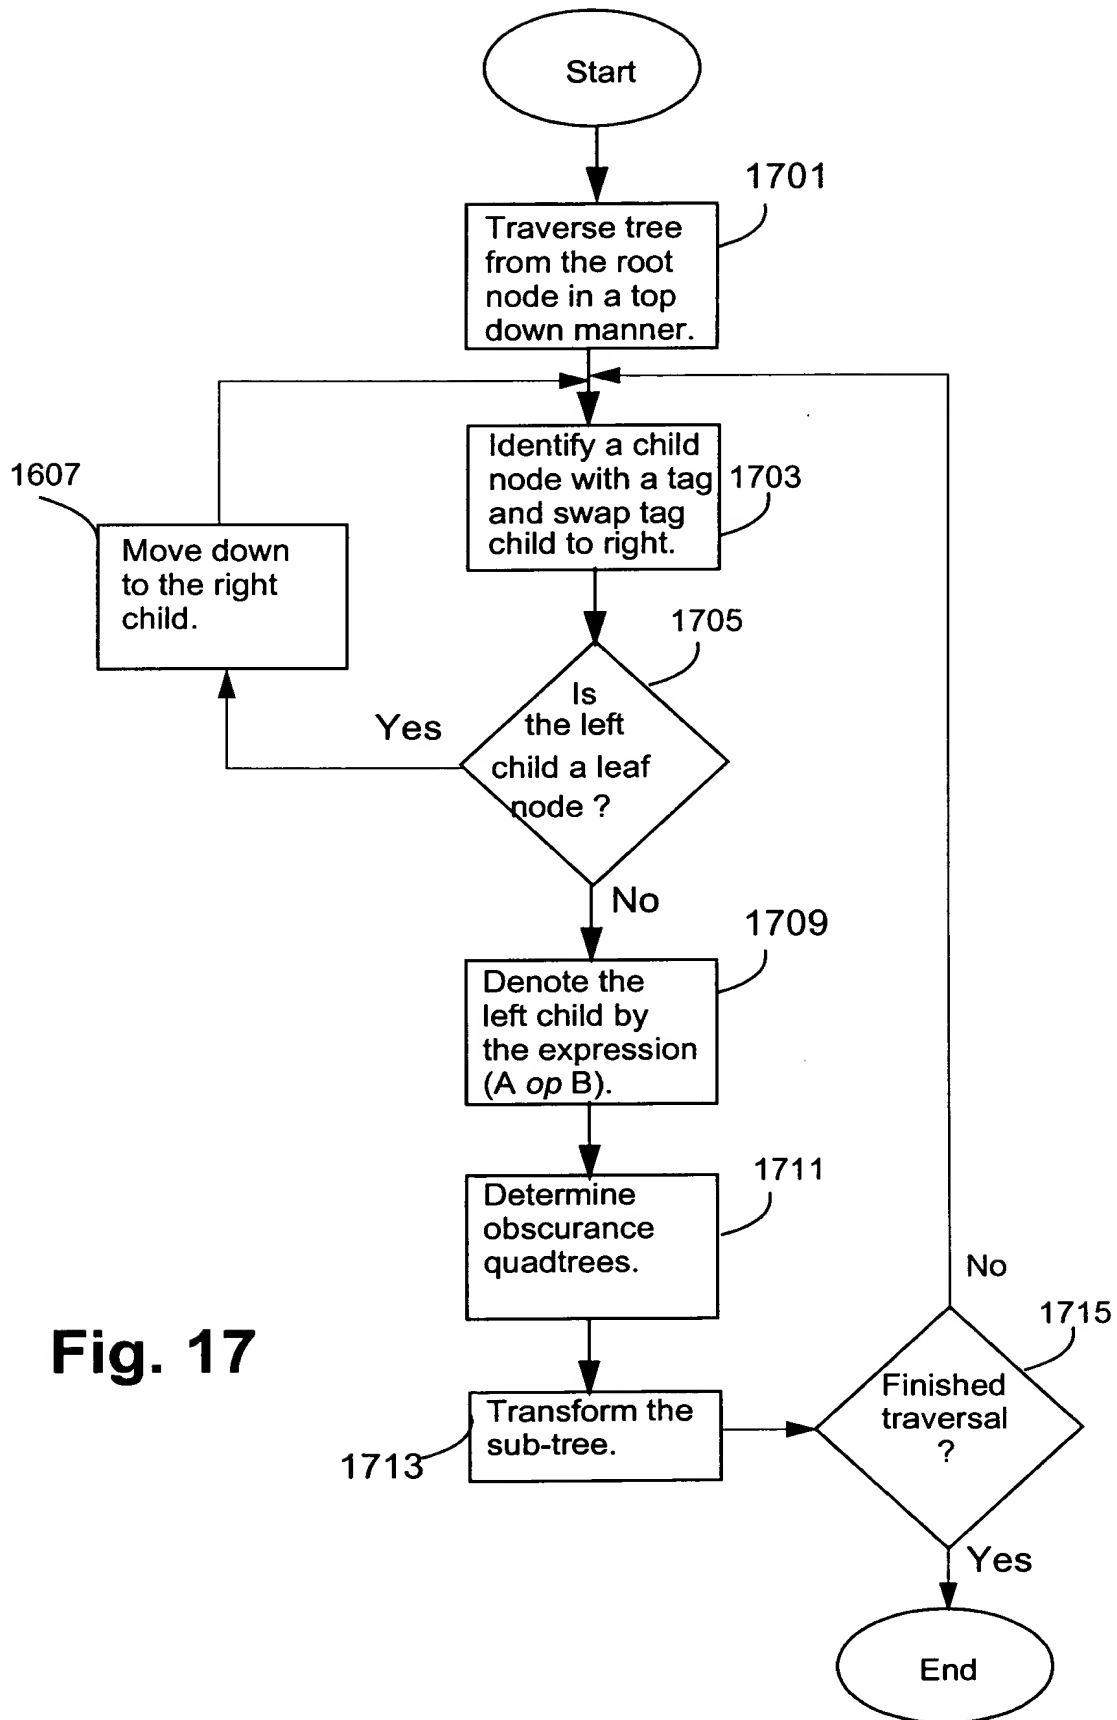 Start
1701
Traverse tree
from the root
node in a top
down manner.
1607
Move down
to the right
child.
Identify a child
node with a tag
and swap tag
child to right.
1703
1705
Is
the left
child a leaf
node ?
Yes
No
1709
Denote the
left child by
the expression
(A op B).
1711
Determine
obscurance
quadtrees.
No
1715
Fig. 17
Transform the
sub-tree.
1713
Finished
traversal
?
Yes
End